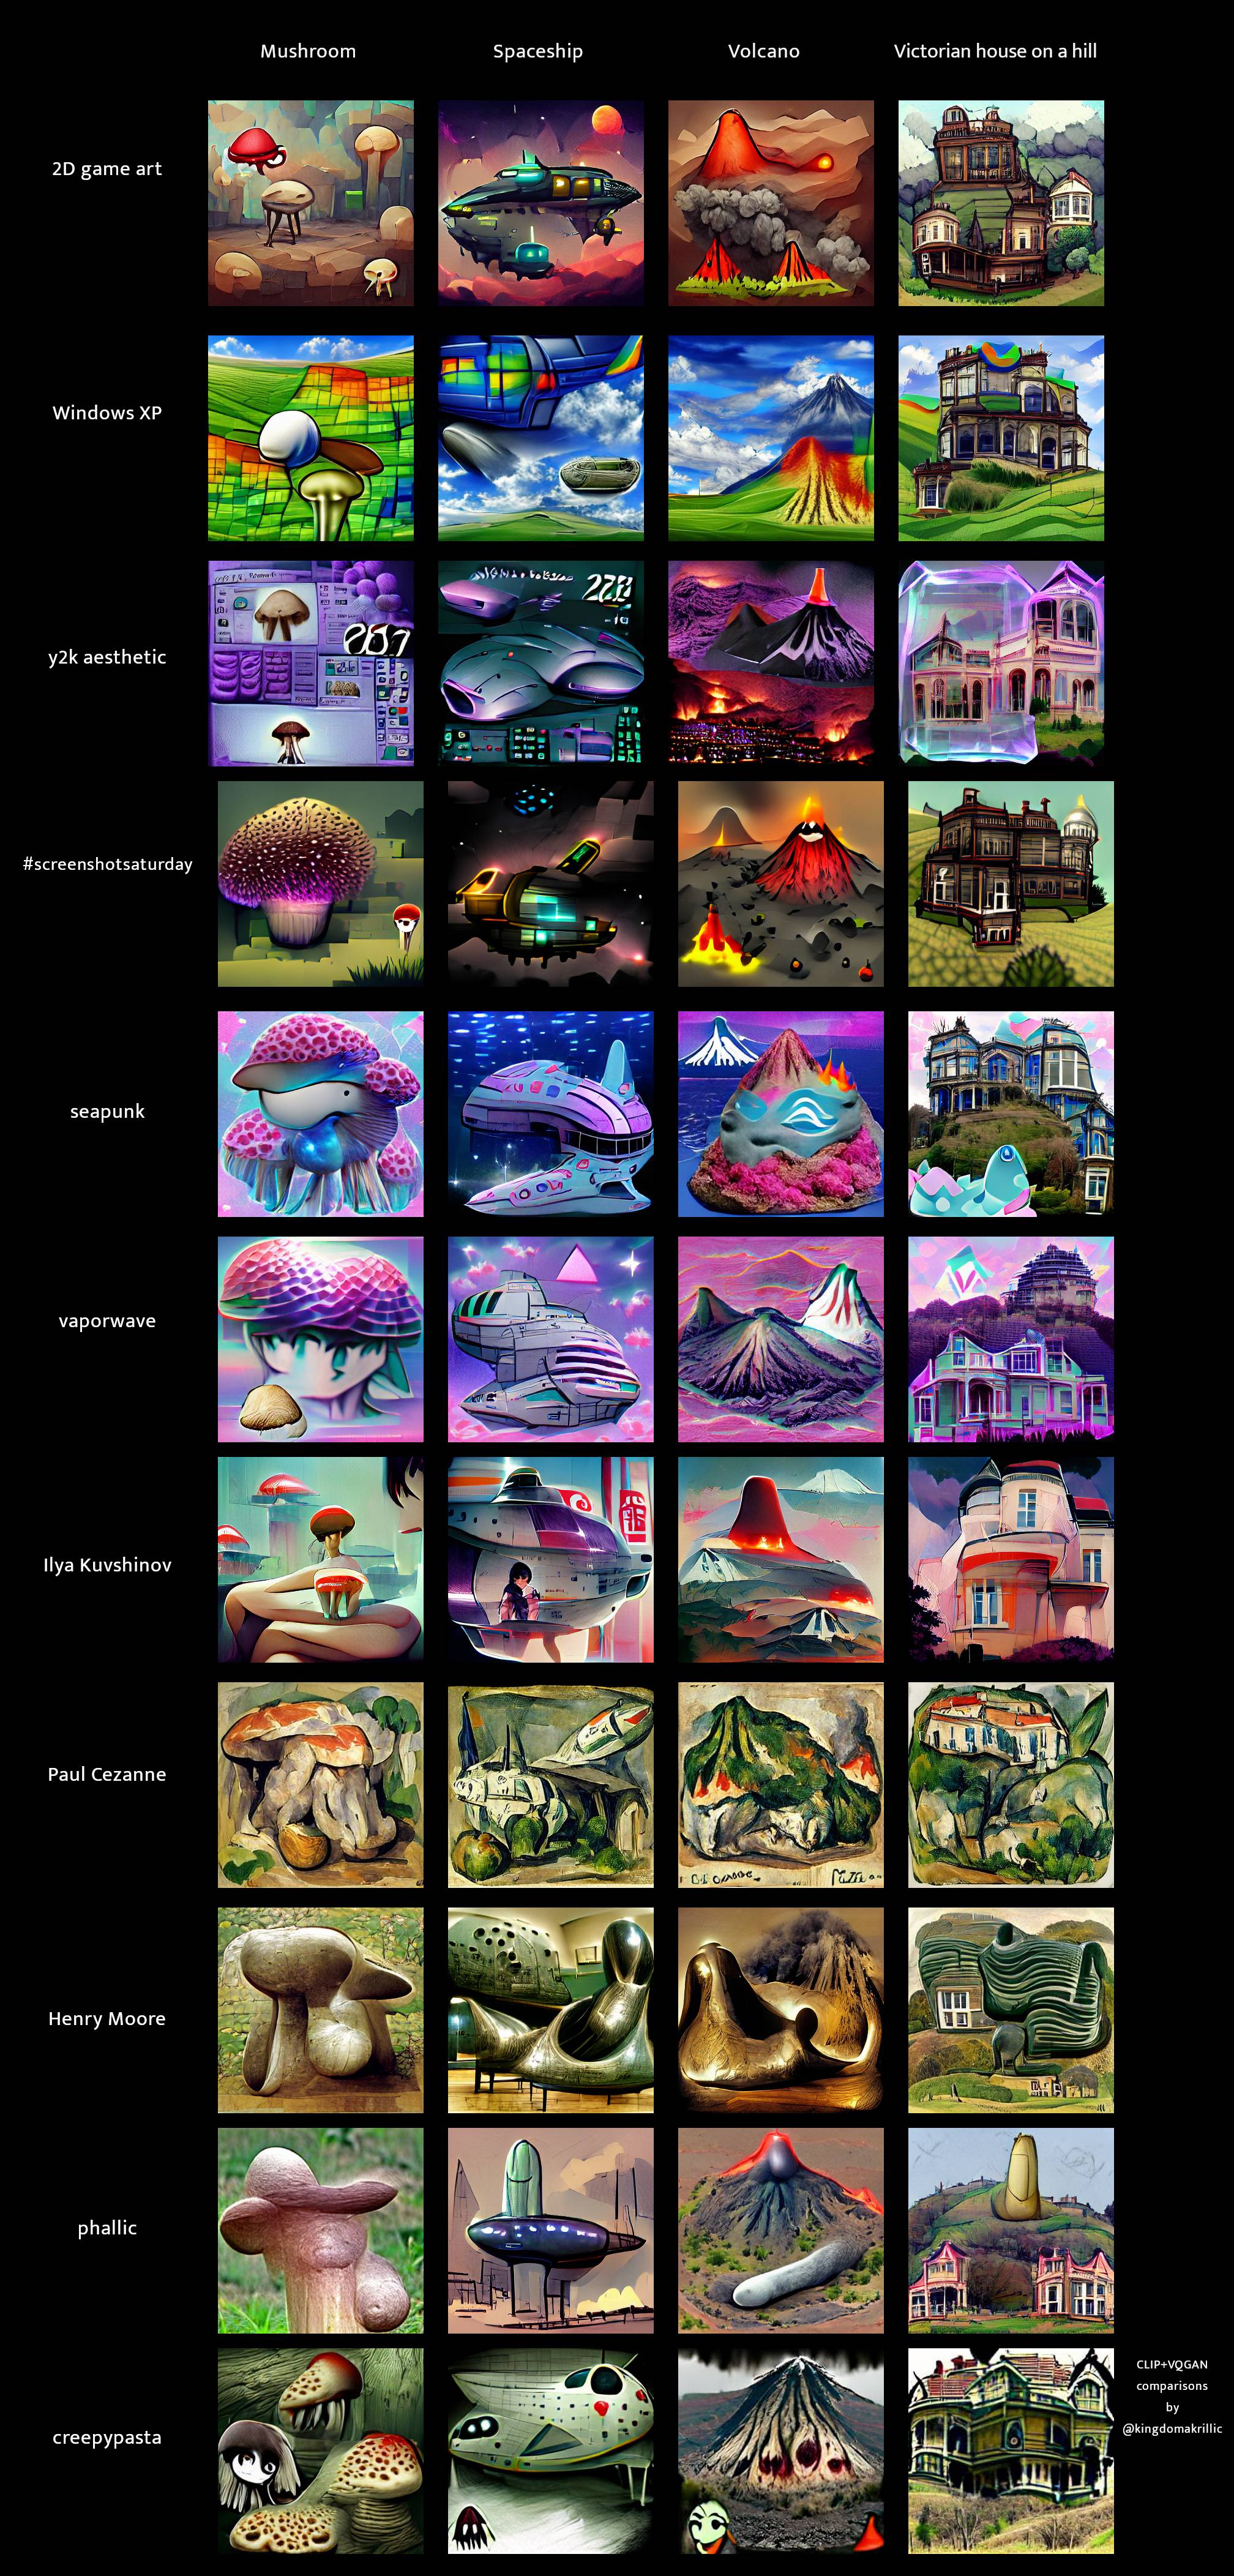 Mushroom Spaceship Volcano Victorian house on a hill
2D game art
Windows XP
y2k aesthetic
#screenshotsaturday
seapunk
vaporwave
Ilya Kuvshinov
Paul Cezanne
Henry Moore
phallic
creepypasta
CLIP+VQGAN
comparisons
by
@kingdomakrillic